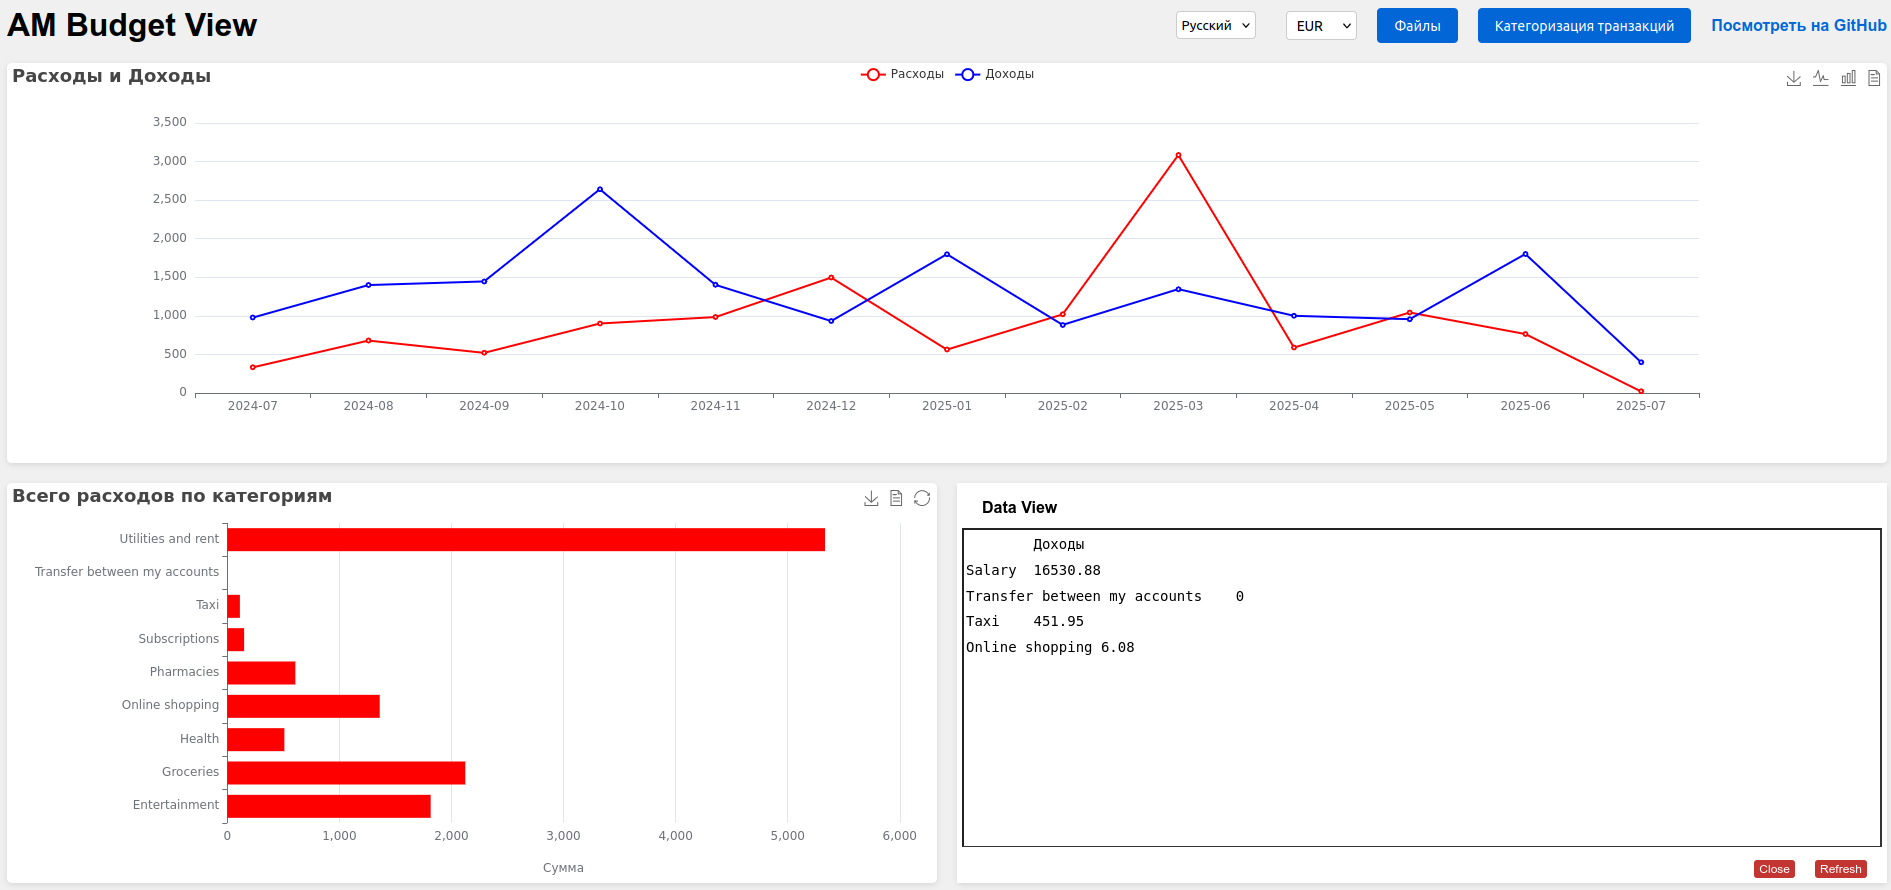 AM Budget View
Русский
EUR
Файлы
Категоризация транзакций
Посмотреть на GitHub
Расходы и Доходы
Расходы
Доходы
3,500
3,000
2,500
2,000
1,500
1,000
500
0
2024-07 2024-08 2024-09 2024-10 2024-11 2024-12 2025-01 2025-02 2025-03 2025-04 2025-05 2025-06 2025-07
Всего расходов по категориям
Utilities and rent
Transfer between my accounts
Taxi
Subscriptions
Pharmacies
Online shopping
Health
Groceries
Entertainment
0 1,000 2,000 3,000 4,000 5,000 6,000
Сумма
Data View
Доходы
Salary 16530.88
Transfer between my accounts 0
Taxi 451.95
Online shopping 6.08
Close
Refresh